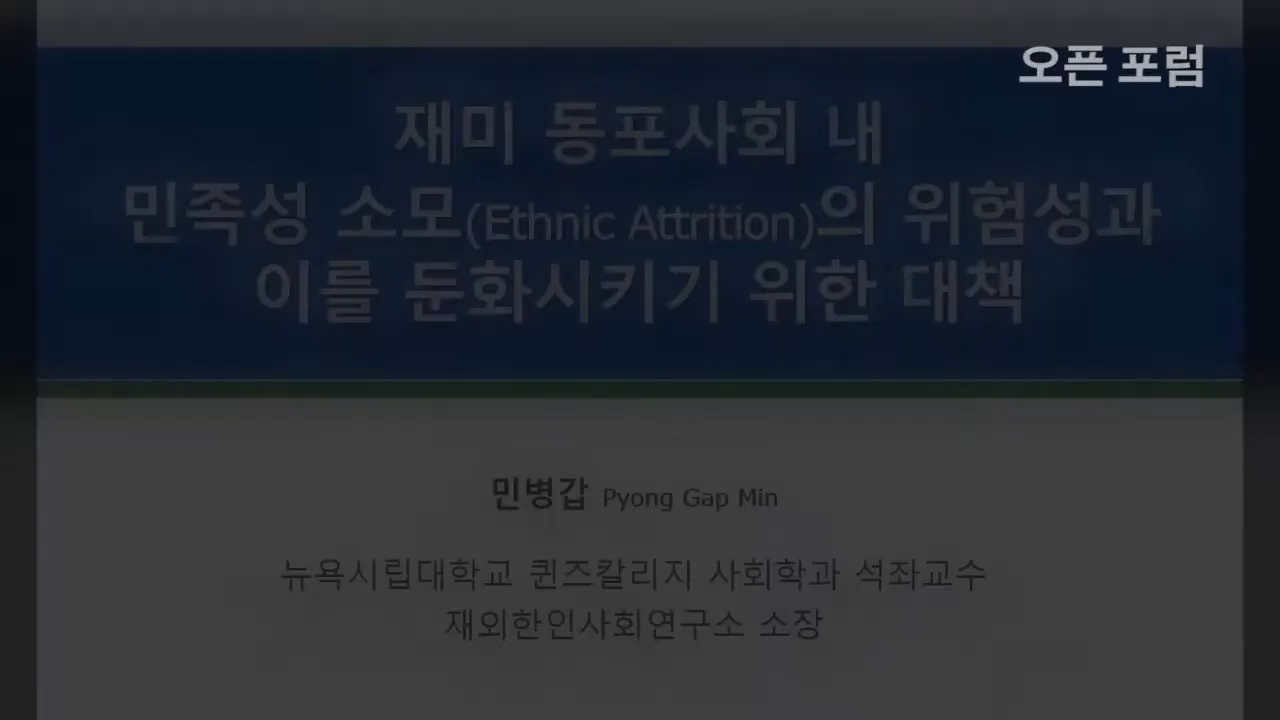 오픈 포럼
재미 동포사회 내
민족성 소모(Ethnic Attrition)의 위험성과
이를 둔화시키기 위한 대책
민병갑 Pyong Gap Min
뉴욕시립대학교 퀸즈칼리지 사회학과 석좌교수
재외한인사회연구소 소장